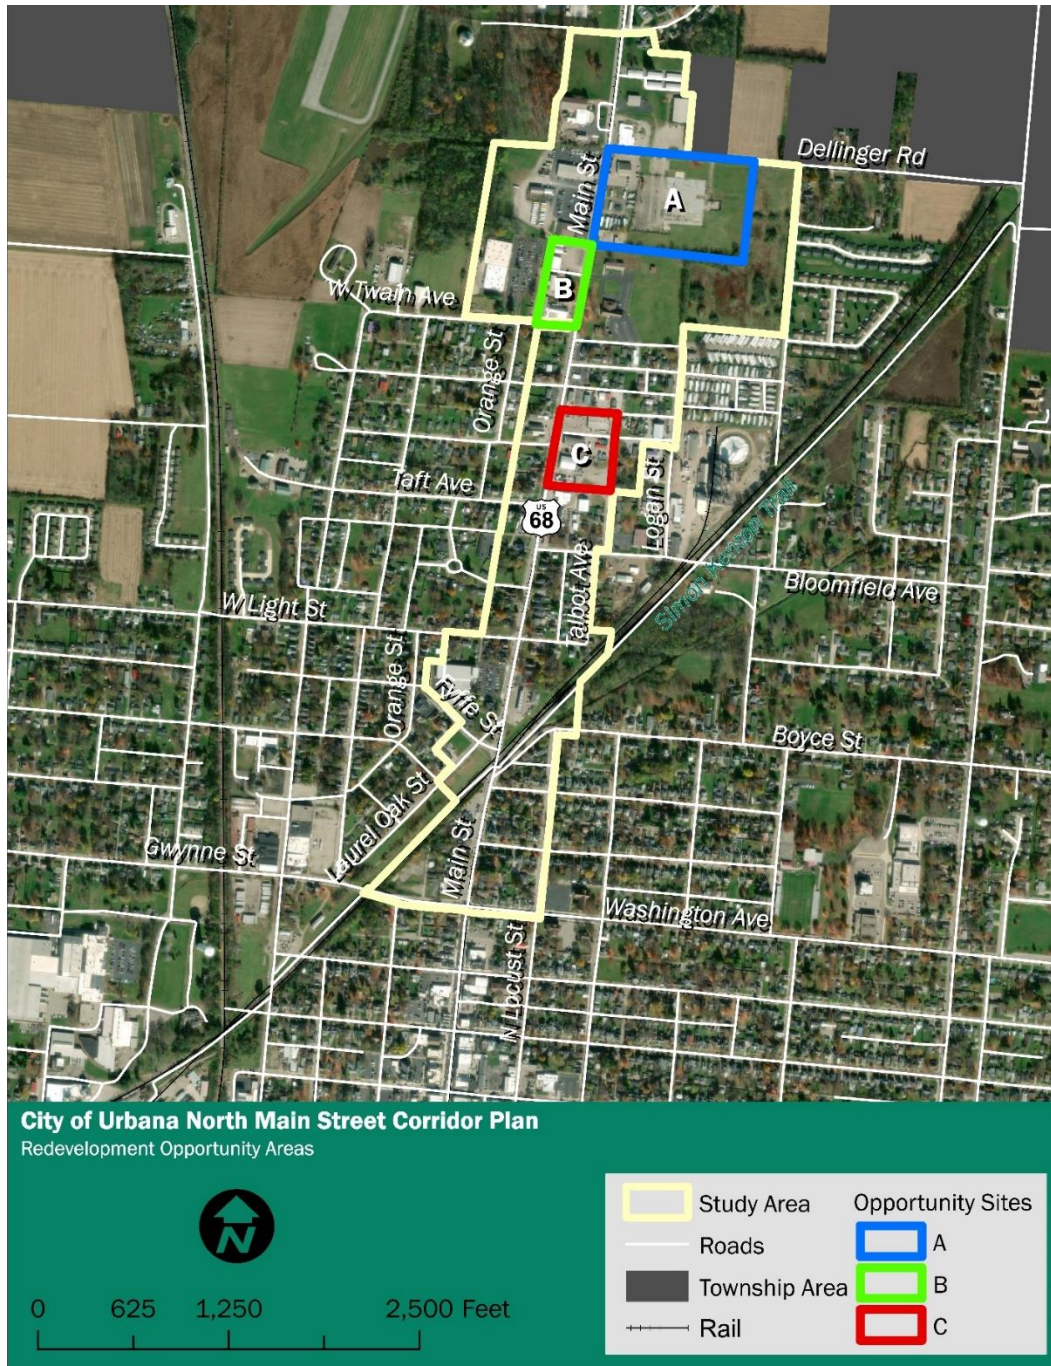 Dellinger Rd
Main St
A
B
W Twain Ave
Orange St
C
Taft Ave
US
68
Logan St
Simon Kenton Trail
Talbot Ave
Bloomfield Ave
W Light St
Orange St
Fyffe St
Boyce St
Laurel Oak St
Gwynne St
Main St
Washington Ave
N Locust St
City of Urbana North Main Street Corridor Plan
Redevelopment Opportunity Areas
N
0 625 1,250 2,500 Feet
Study Area
Roads
Township Area
Rail
Opportunity Sites
A
B
C